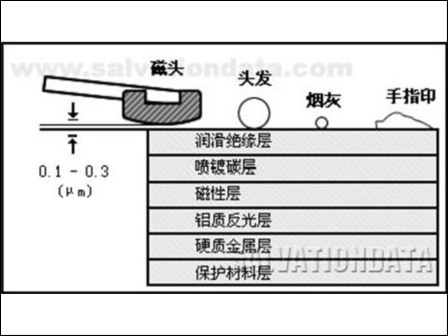 www.salvationdata.com
磁头
头发
烟灰
手指印
0.1 - 0.3
(μm)
润滑绝缘层
喷镀碳层
磁性层
铝质反光层
硬质金属层
保护材料层
SALVATIONDATA